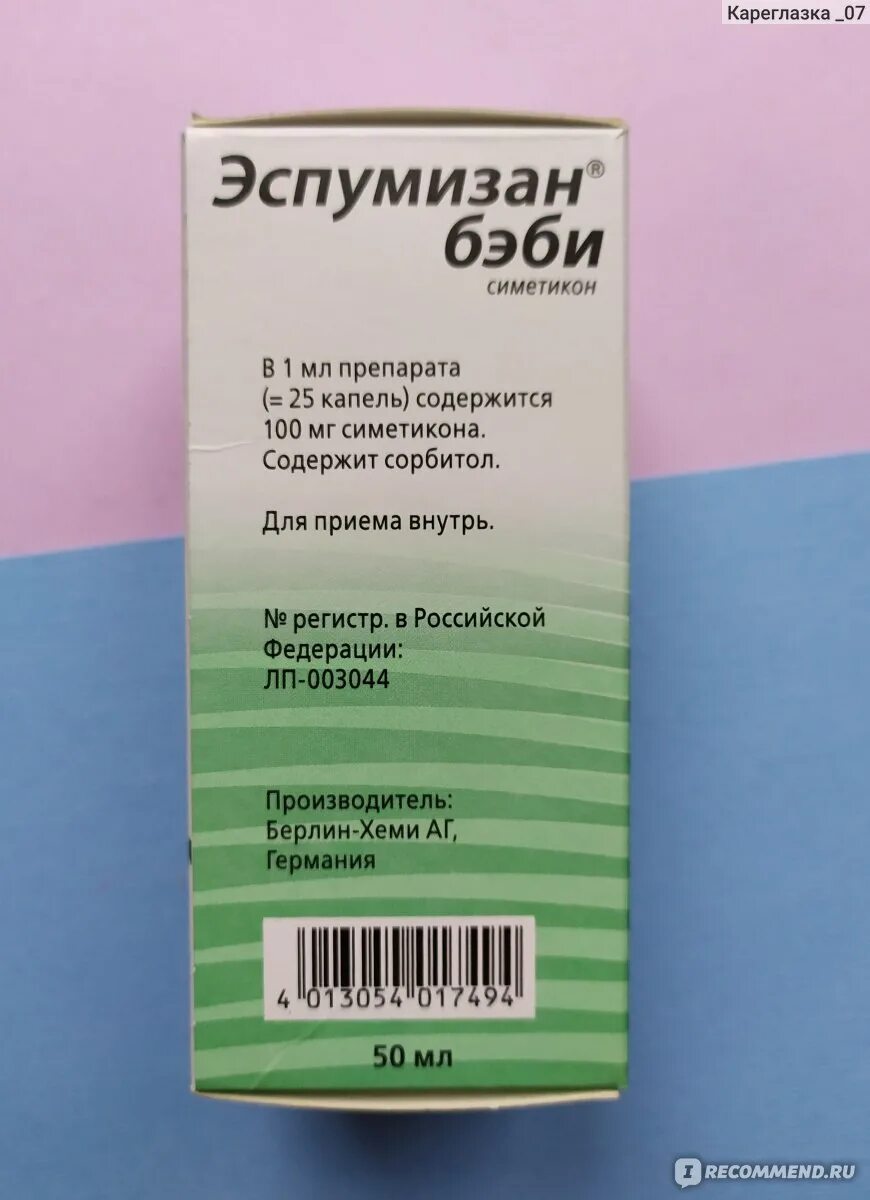 Кареглазка _07
Эспумизан®
бэби
симетикон
В 1 мл препарата
(= 25 капель) содержится
100 мг симетикона.
Содержит сорбитол.
Для приема внутрь.
№ регистр. в Российской
Федерации:
ЛП-003044
Производитель:
Берлин-Хеми АГ,
Германия
4 013054 017494
50 мл
IRECOMMEND.RU